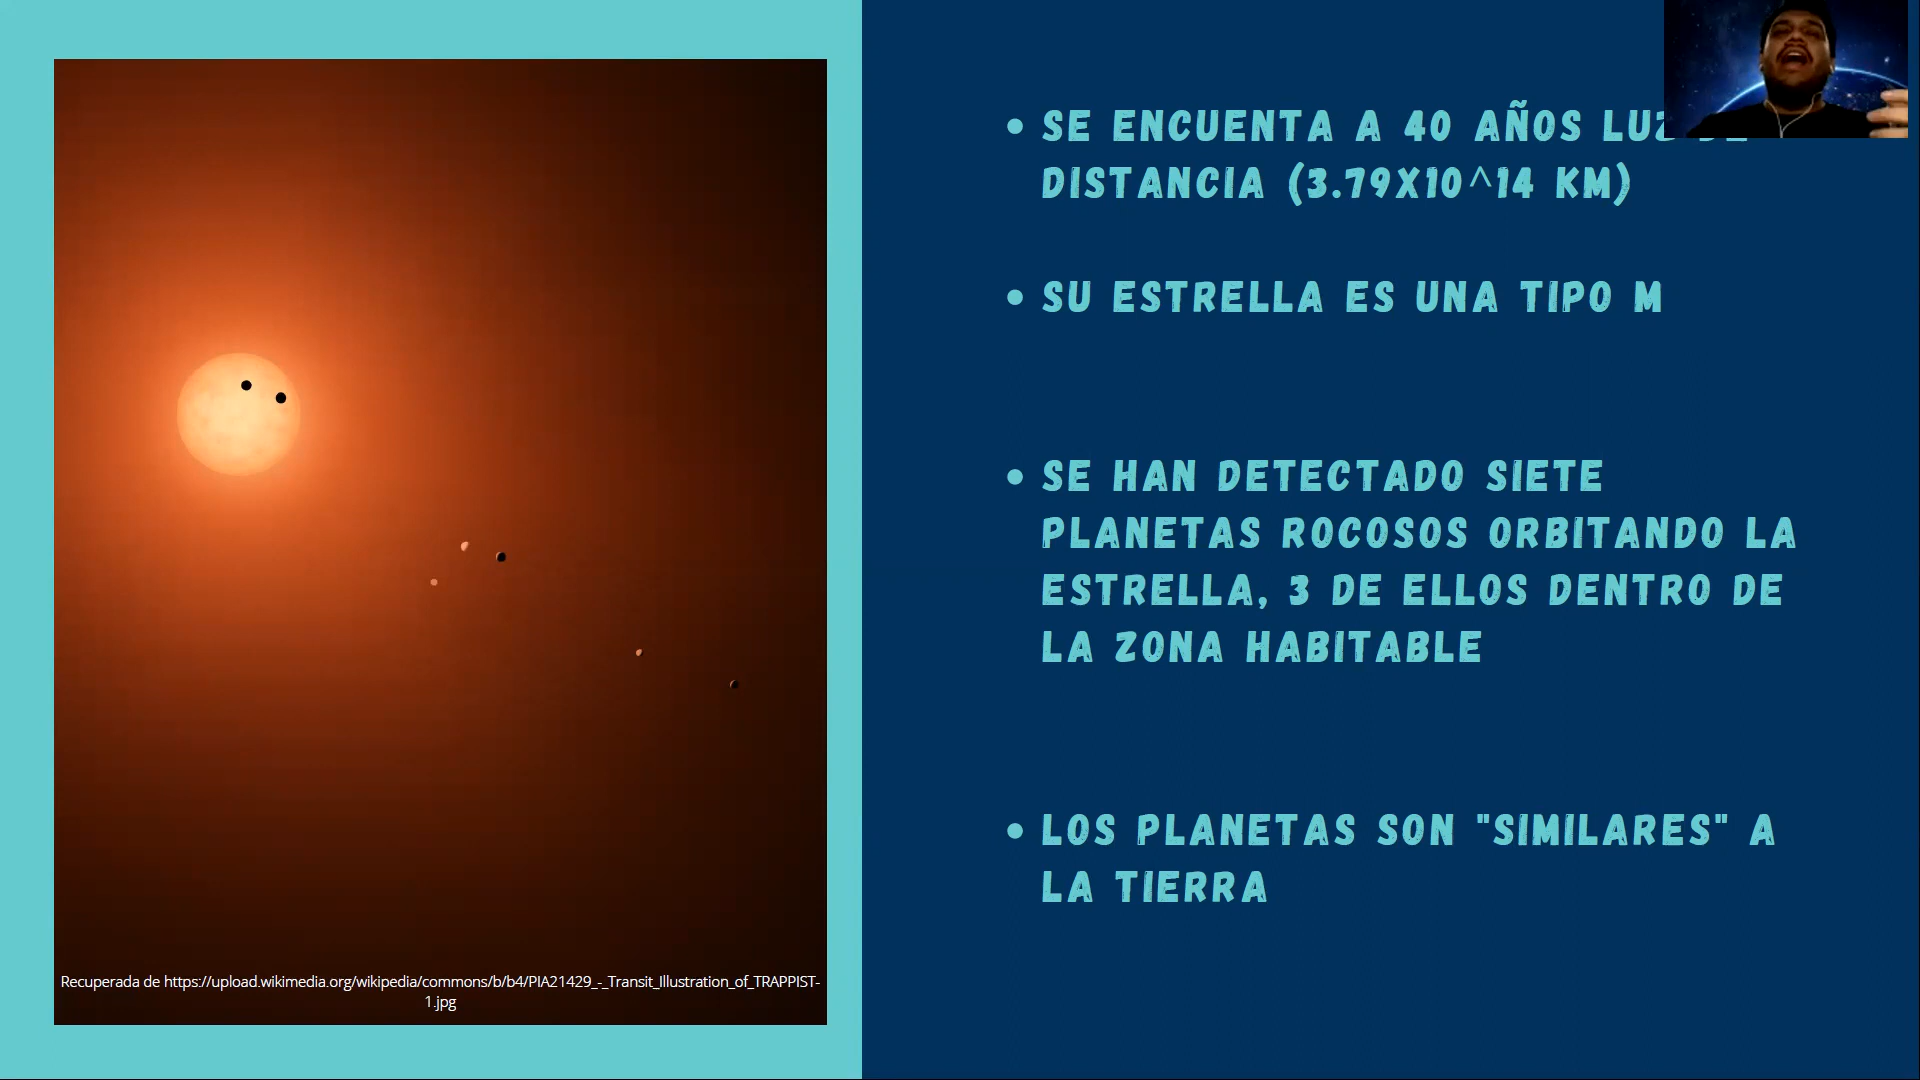 SE ENCUENTA A 40 AÑOS LUZ DE
DISTANCIA (3.79X10^14 KM)
SU ESTRELLA ES UNA TIPO M
SE HAN DETECTADO SIETE
PLANETAS ROCOSOS ORBITANDO LA
ESTRELLA, 3 DE ELLOS DENTRO DE
LA ZONA HABITABLE
LOS PLANETAS SON "SIMILARES" A
LA TIERRA
Recuperada de https://upload.wikimedia.org/wikipedia/commons/b/b4/PIA21429_-_Transit_Illustration_of_TRAPPIST-
1.jpg